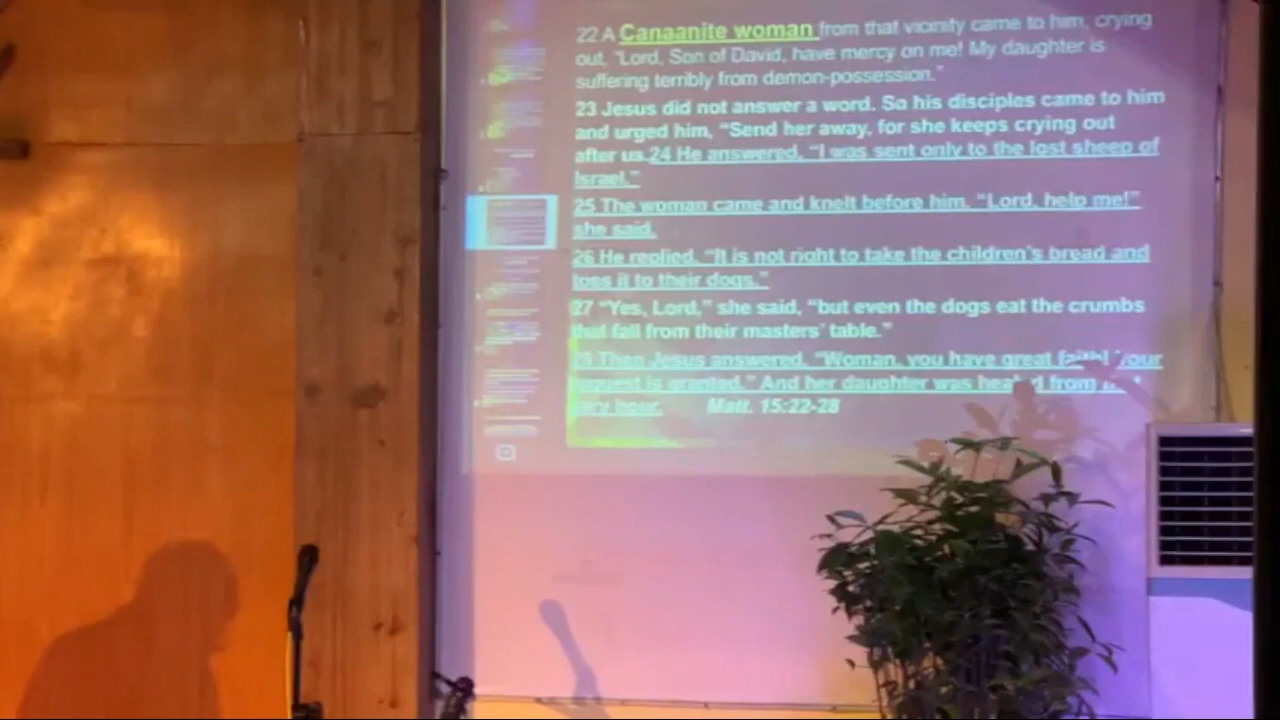 22 A Canaanite woman from that vicinity came to him, crying
out, "Lord, Son of David, have mercy on me! My daughter is
suffering terribly from demon-possession."
23 Jesus did not answer a word. So his disciples came to him
and urged him, "Send her away, for she keeps crying out
after us.24 He answered, "I was sent only to the lost sheep of
Israel."
25 The woman came and knelt before him. "Lord, help me!"
she said.
26 He replied, "It is not right to take the children's bread and
toss it to their dogs."
27 "Yes, Lord," she said, "but even the dogs eat the crumbs
that fall from their masters' table."
28 Then Jesus answered, "Woman, you have great faith! Your
request is granted." And her daughter was healed from
very hour. Matt. 15:22-28